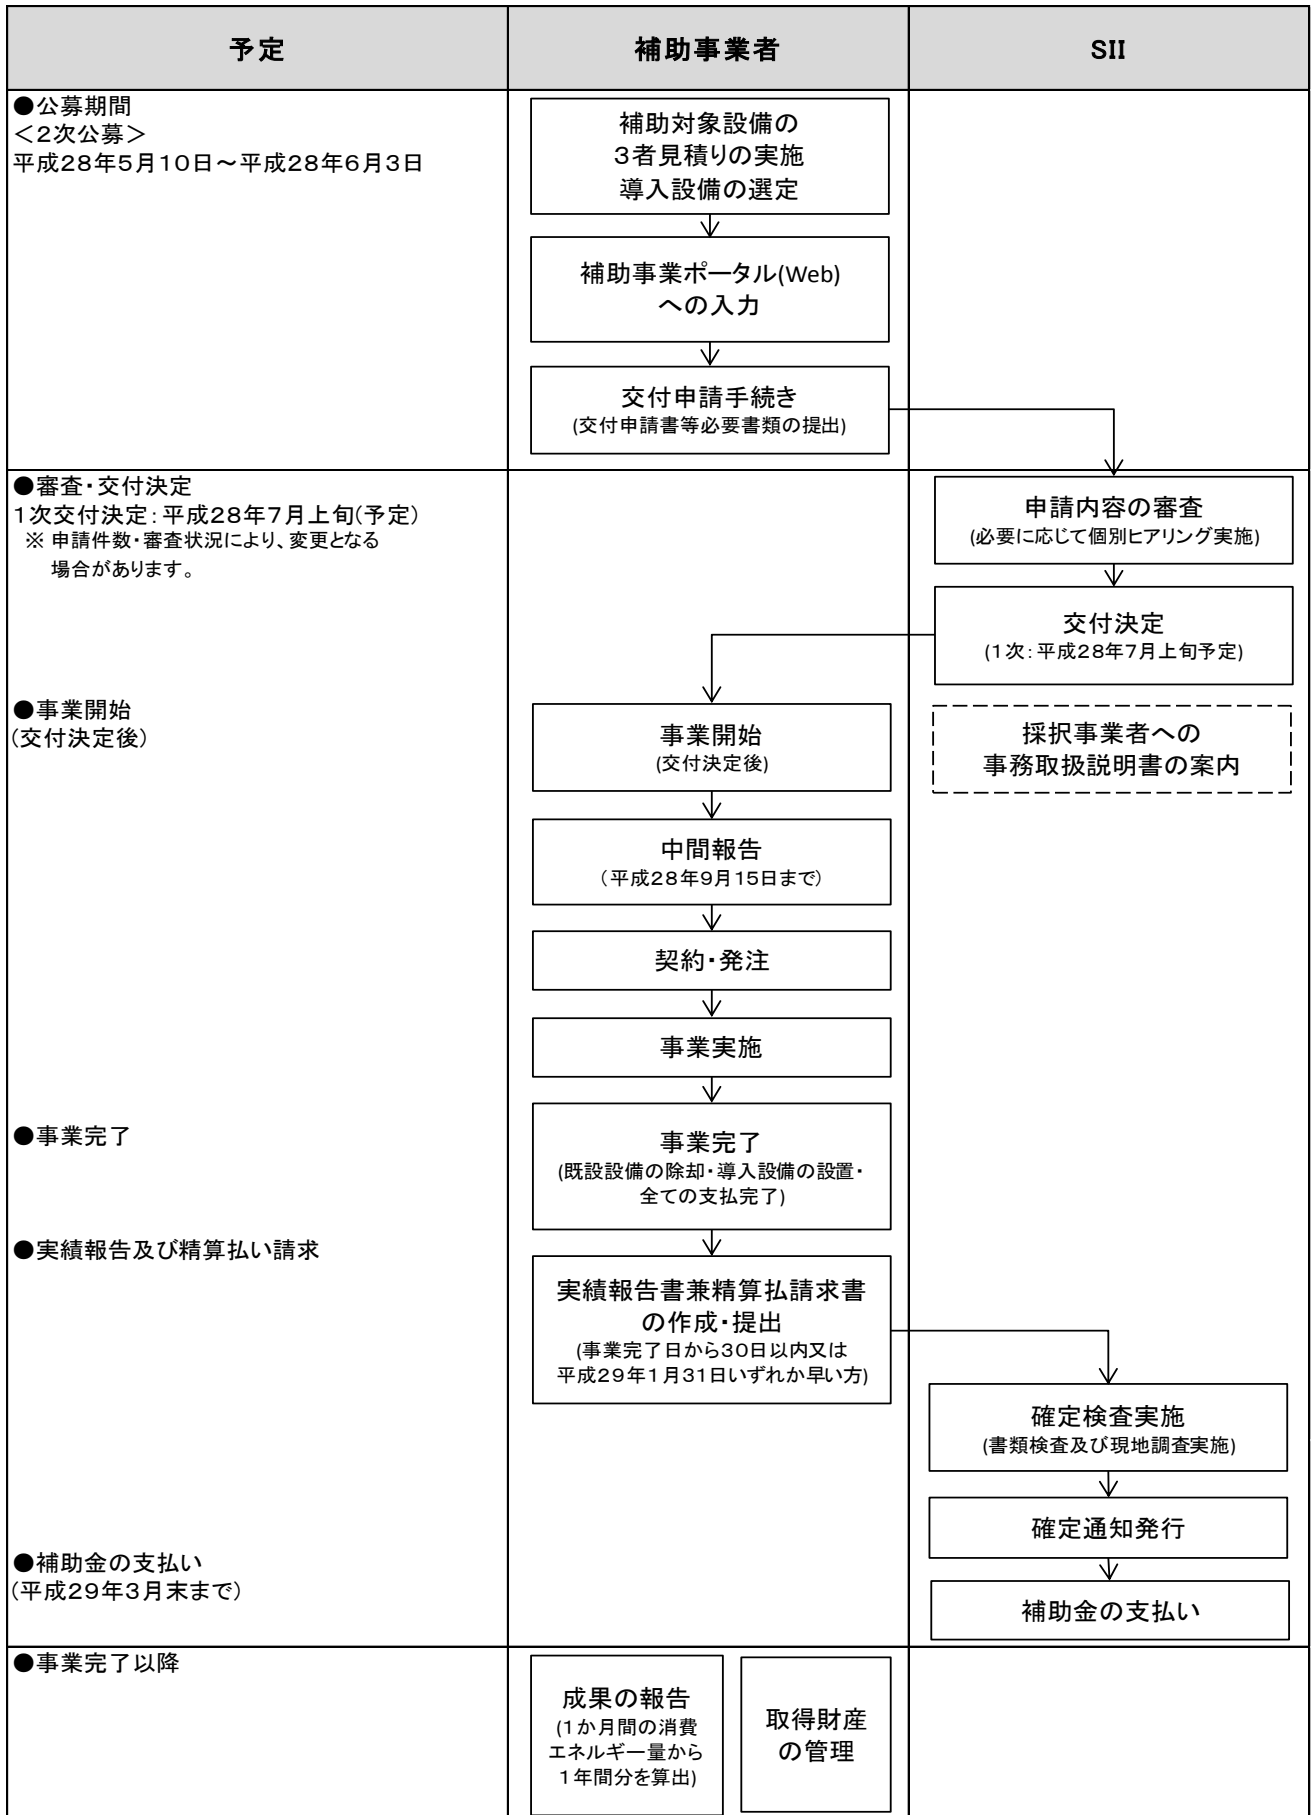 予定
補助事業者
SII
●公募期間
＜２次公募＞
平成２８年５月１０日～平成２８年６月３日
補助対象設備の
３者見積りの実施
導入設備の選定
補助事業ポータル(Web)
への入力
交付申請手続き
(交付申請書等必要書類の提出)
●審査・交付決定
１次交付決定：平成２８年７月上旬(予定)
※ 申請件数・審査状況により、変更となる
場合があります。
申請内容の審査
(必要に応じて個別ヒアリング実施)
交付決定
(１次：平成２８年７月上旬予定)
●事業開始
(交付決定後)
事業開始
(交付決定後)
採択事業者への
事務取扱説明書の案内
中間報告
（平成２８年９月１５日まで）
契約・発注
事業実施
●事業完了
事業完了
(既設設備の除却・導入設備の設置・
全ての支払完了)
●実績報告及び精算払い請求
実績報告書兼精算払請求書
の作成・提出
(事業完了日から３０日以内又は
平成２９年１月３１日いずれか早い方)
確定検査実施
(書類検査及び現地調査実施)
確定通知発行
●補助金の支払い
(平成２９年３月末まで)
補助金の支払い
●事業完了以降
成果の報告
(１か月間の消費
エネルギー量から
１年間分を算出)
取得財産
の管理